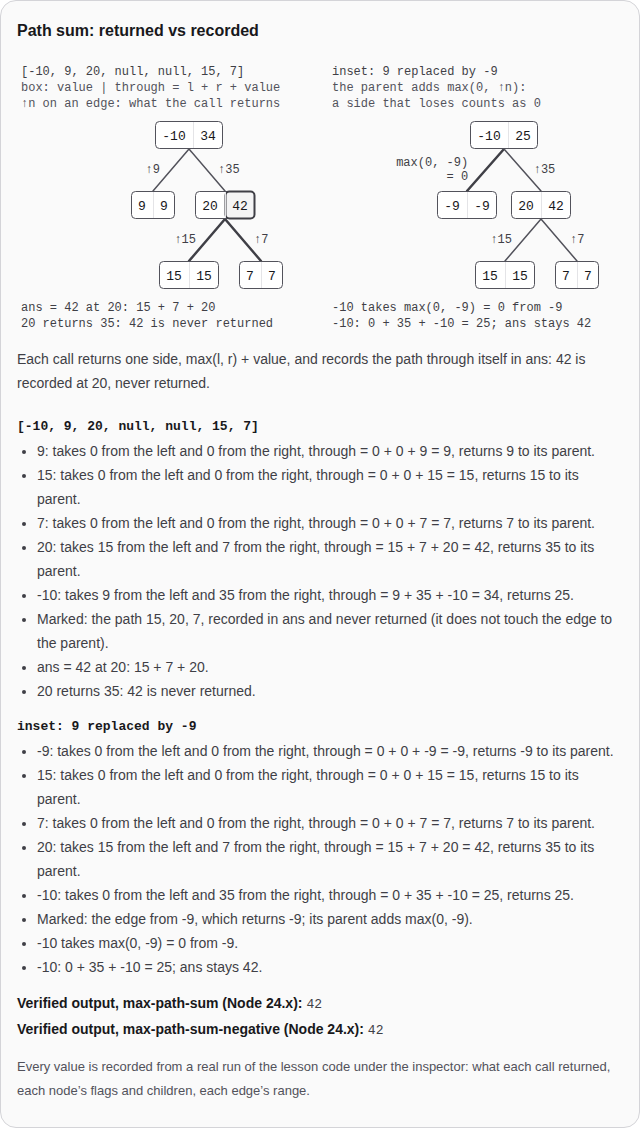 Path sum: returned vs recorded
[-10, 9, 20, null, null, 15, 7]
box: value | through = l + r + value
↑n on an edge: what the call returns
-10 34
↑9 ↑35
9 9 20 42
↑15 ↑7
15 15 7 7
ans = 42 at 20: 15 + 7 + 20
20 returns 35: 42 is never returned
inset: 9 replaced by -9
the parent adds max(0, ↑n):
a side that loses counts as 0
-10 25
max(0, -9)
= 0
↑35
-9 -9 20 42
↑15 ↑7
15 15 7 7
-10 takes max(0, -9) = 0 from -9
-10: 0 + 35 + -10 = 25; ans stays 42
Each call returns one side, max(l, r) + value, and records the path through itself in ans: 42 is
recorded at 20, never returned.
[-10, 9, 20, null, null, 15, 7]
• 9: takes 0 from the left and 0 from the right, through = 0 + 0 + 9 = 9, returns 9 to its parent.
• 15: takes 0 from the left and 0 from the right, through = 0 + 0 + 15 = 15, returns 15 to its
parent.
• 7: takes 0 from the left and 0 from the right, through = 0 + 0 + 7 = 7, returns 7 to its parent.
• 20: takes 15 from the left and 7 from the right, through = 15 + 7 + 20 = 42, returns 35 to its
parent.
• -10: takes 9 from the left and 35 from the right, through = 9 + 35 + -10 = 34, returns 25.
• Marked: the path 15, 20, 7, recorded in ans and never returned (it does not touch the edge to
the parent).
• ans = 42 at 20: 15 + 7 + 20.
• 20 returns 35: 42 is never returned.
inset: 9 replaced by -9
• -9: takes 0 from the left and 0 from the right, through = 0 + 0 + -9 = -9, returns -9 to its parent.
• 15: takes 0 from the left and 0 from the right, through = 0 + 0 + 15 = 15, returns 15 to its
parent.
• 7: takes 0 from the left and 0 from the right, through = 0 + 0 + 7 = 7, returns 7 to its parent.
• 20: takes 15 from the left and 7 from the right, through = 15 + 7 + 20 = 42, returns 35 to its
parent.
• -10: takes 0 from the left and 35 from the right, through = 0 + 35 + -10 = 25, returns 25.
• Marked: the edge from -9, which returns -9; its parent adds max(0, -9).
• -10 takes max(0, -9) = 0 from -9.
• -10: 0 + 35 + -10 = 25; ans stays 42.
Verified output, max-path-sum (Node 24.x): 42
Verified output, max-path-sum-negative (Node 24.x): 42
Every value is recorded from a real run of the lesson code under the inspector: what each call returned,
each node’s flags and children, each edge’s range.